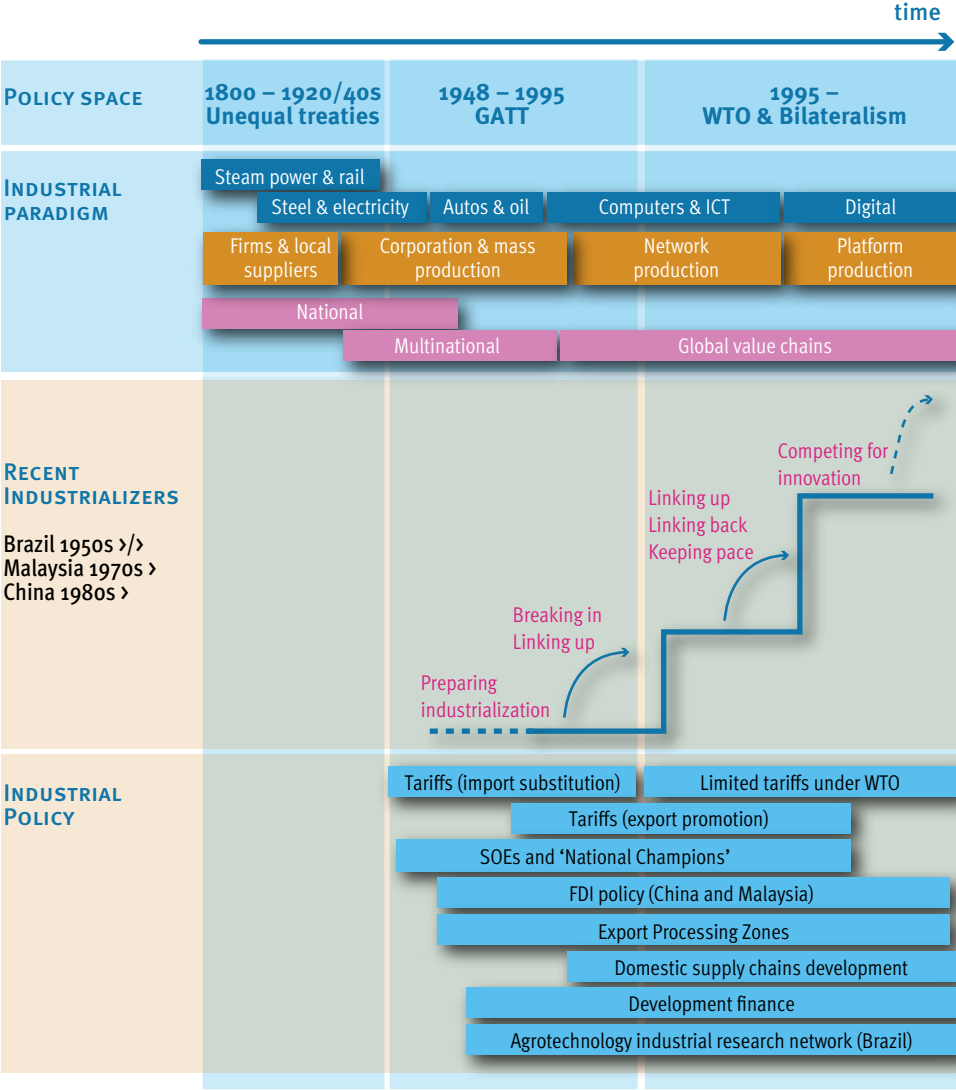 time
POLICY SPACE
1800 – 1920/40s
Unequal treaties
1948 – 1995
GATT
1995 –
WTO & Bilateralism
INDUSTRIAL
PARADIGM
Steam power & rail
Steel & electricity
Autos & oil
Computers & ICT
Digital
Firms & local
suppliers
Corporation & mass
production
Network
production
Platform
production
National
Multinational
Global value chains
RECENT
INDUSTRIALIZERS
Brazil 1950s >/>
Malaysia 1970s >
China 1980s >
Competing for
innovation
Linking up
Linking back
Keeping pace
Breaking in
Linking up
Preparing
industrialization
INDUSTRIAL
POLICY
Tariffs (import substitution)
Limited tariffs under WTO
Tariffs (export promotion)
SOEs and ‘National Champions’
FDI policy (China and Malaysia)
Export Processing Zones
Domestic supply chains development
Development finance
Agrotechnology industrial research network (Brazil)